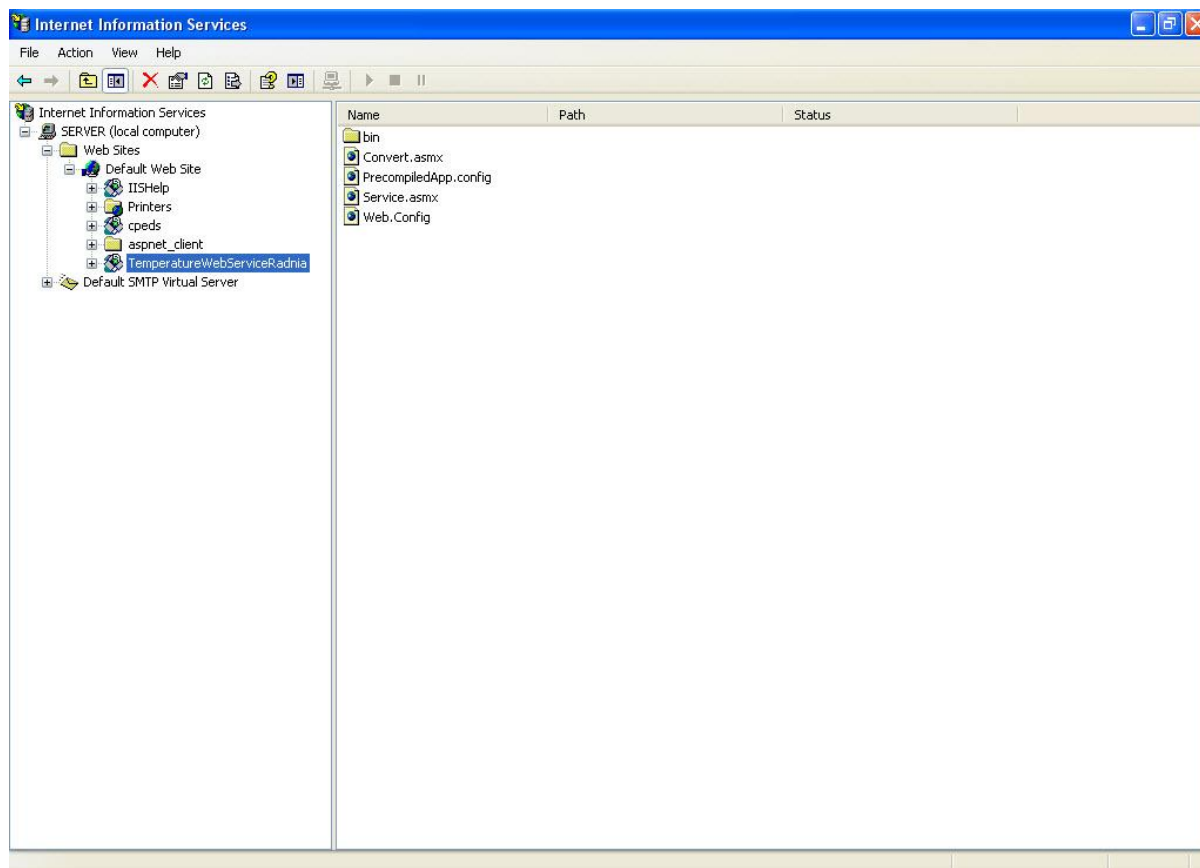 Internet Information Services
File Action View Help
Internet Information Services
SERVER (local computer)
Web Sites
Default Web Site
IISHelp
Printers
cpeds
aspnet_client
TemperatureWebServiceRadnia
Default SMTP Virtual Server
Name Path Status
bin
Convert.asmx
PrecompiledApp.config
Service.asmx
Web.Config